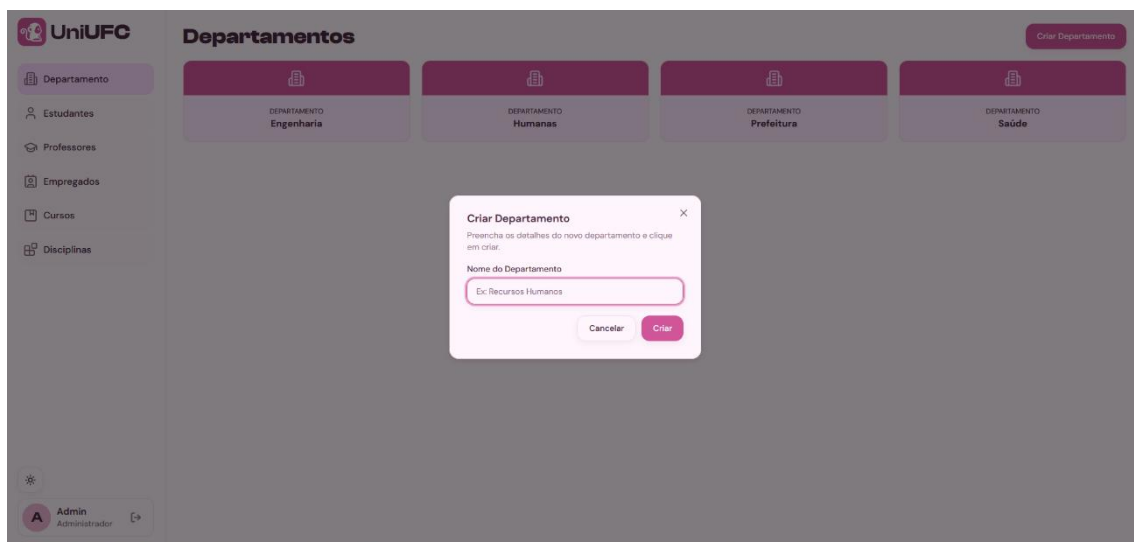 UniUFC
Departamentos
Criar Departamento
Departamento
Estudantes
Professores
Empregados
Cursos
Disciplinas
DEPARTAMENTO
Engenharia
DEPARTAMENTO
Humanas
DEPARTAMENTO
Prefeitura
DEPARTAMENTO
Saúde
Criar Departamento
Preencha os detalhes do novo departamento e clique
em criar.
Nome do Departamento
Ex: Recursos Humanos
Cancelar
Criar
A
Admin
Administrador